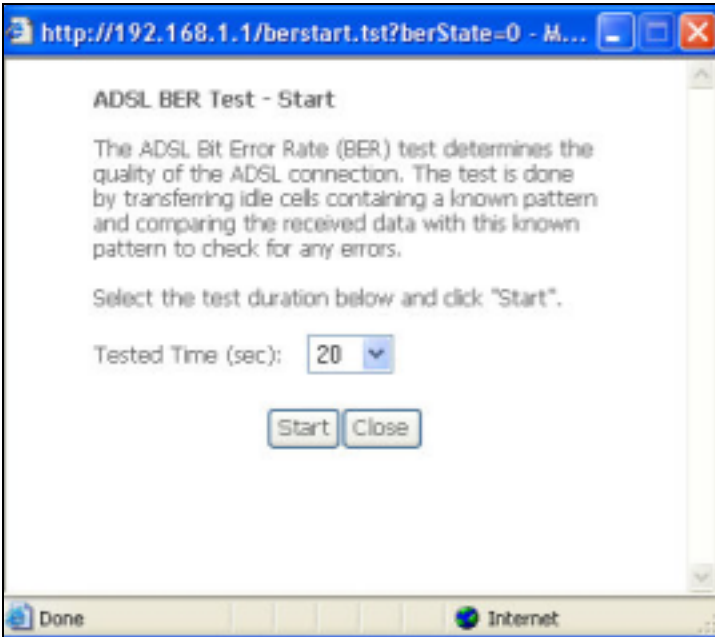 http://192.168.1.1/berstart.tst?berState=0 - M...
ADSL BER Test - Start
The ADSL Bit Error Rate (BER) test determines the
quality of the ADSL connection. The test is done
by transferring idle cells containing a known pattern
and comparing the received data with this known
pattern to check for any errors.
Select the test duration below and click "Start".
Tested Time (sec): 20
Start Close
Done Internet